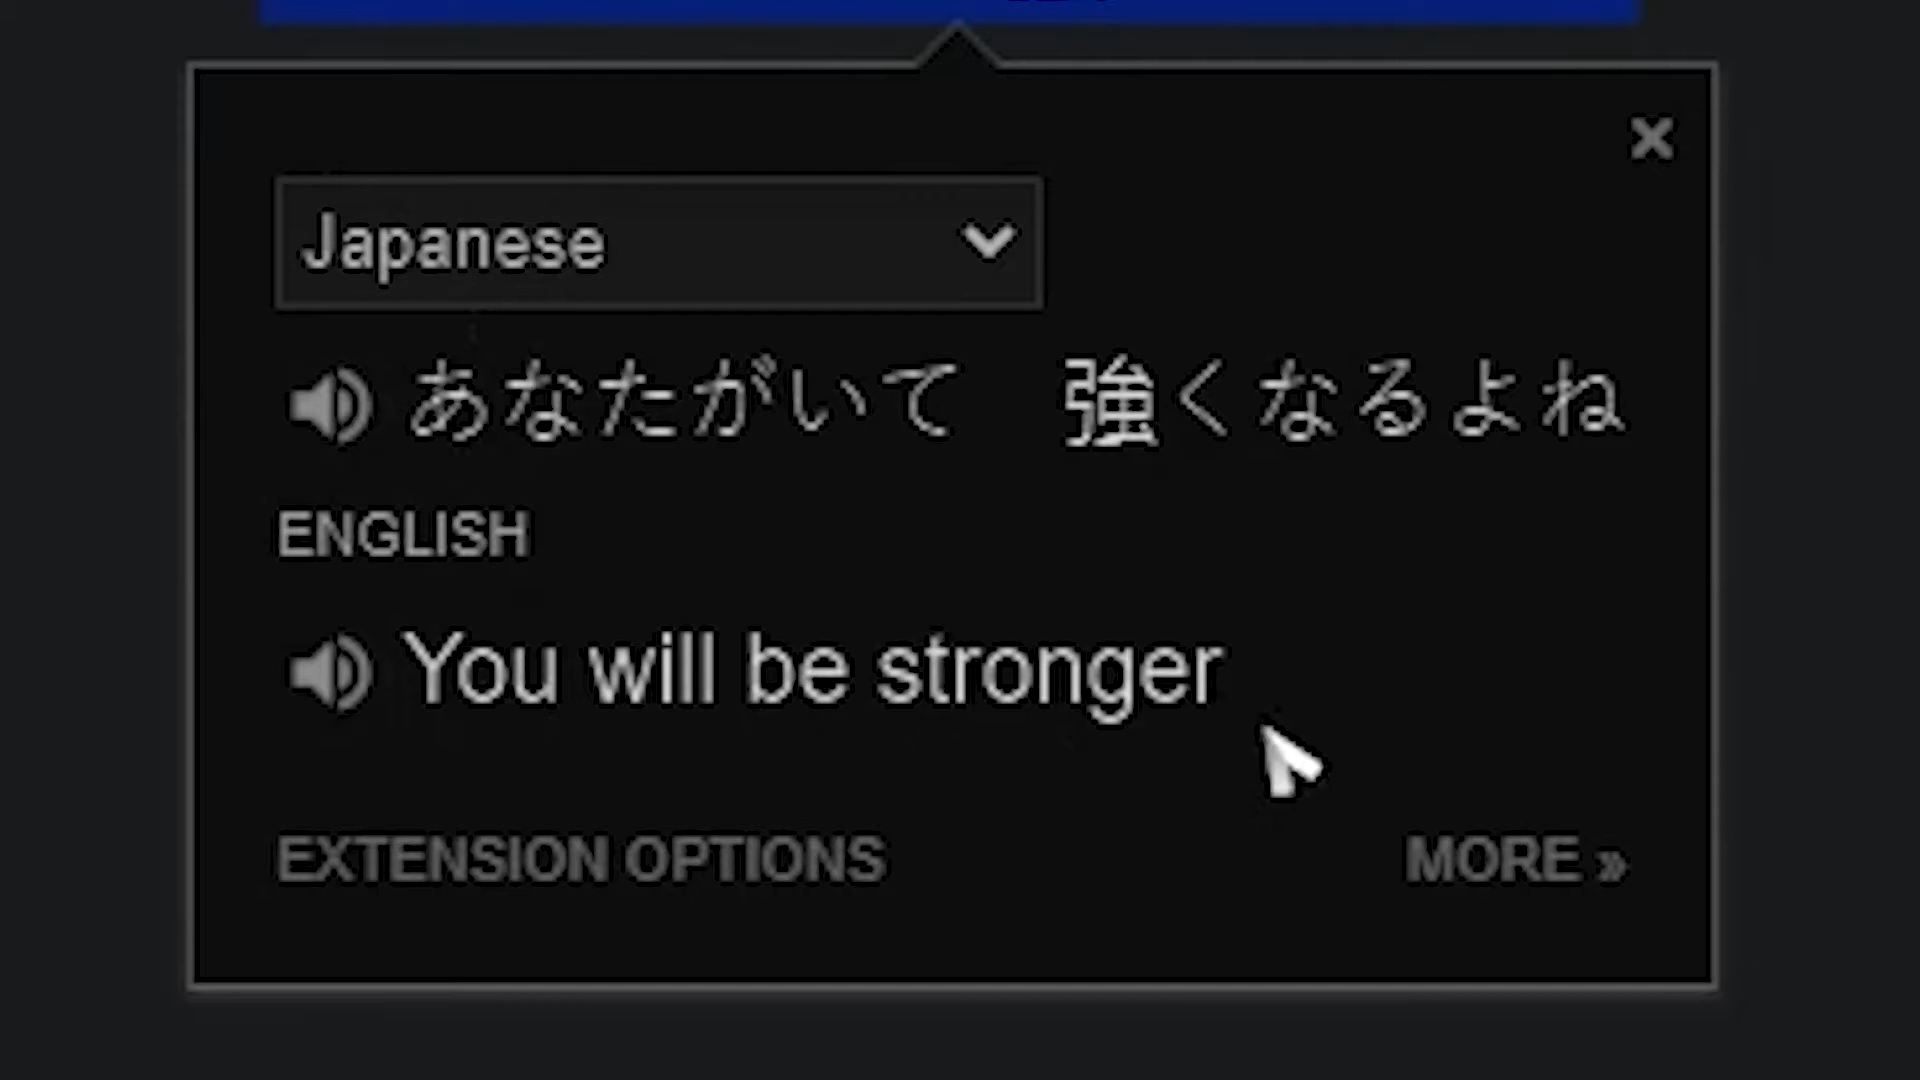 Japanese
あなたがいて　強くなるよね
ENGLISH
You will be stronger
EXTENSION OPTIONS
MORE »